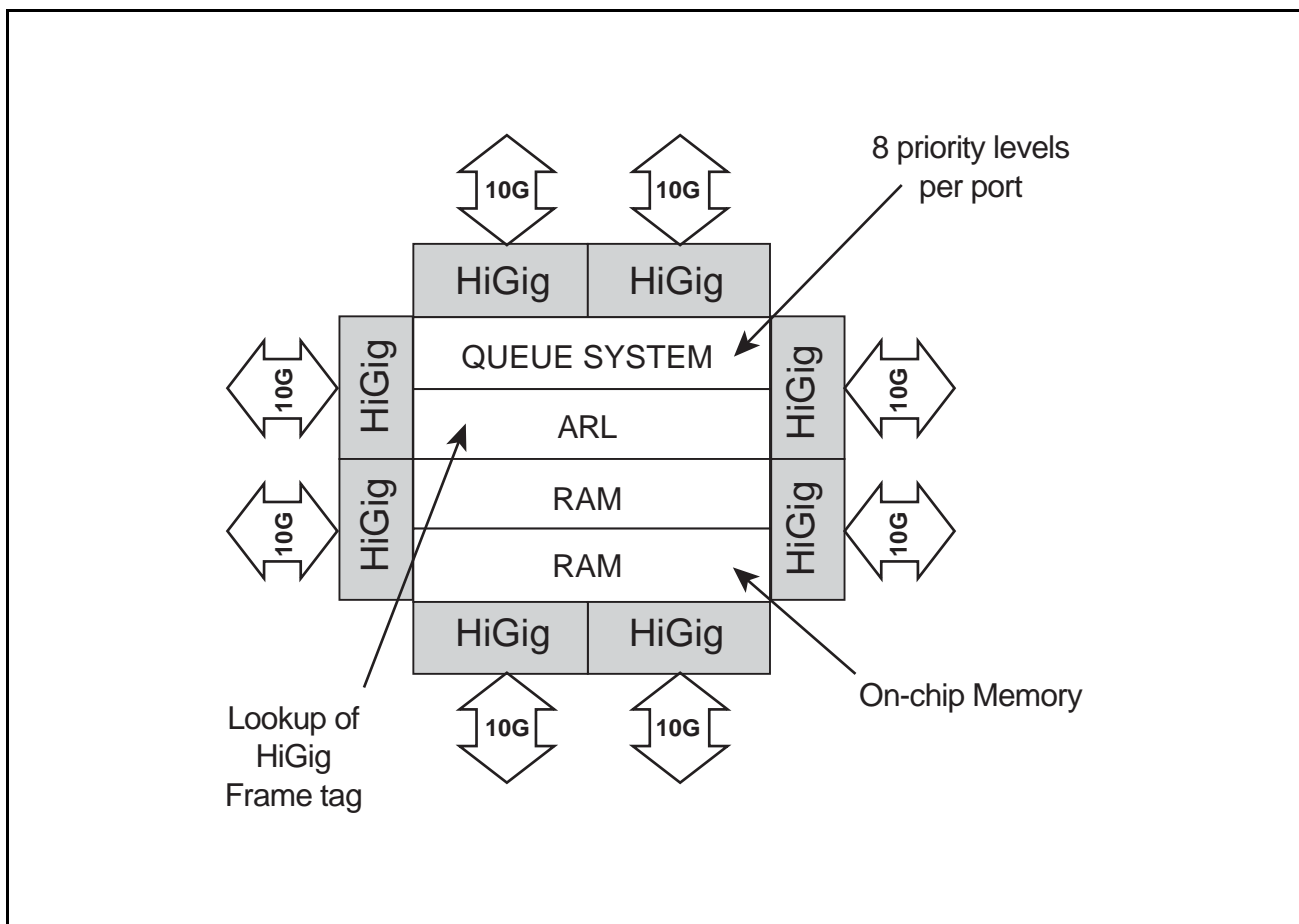 8 priority levels
per port
10G
10G
HiGig
HiGig
10G
HiGig
QUEUE SYSTEM
HiGig
10G
ARL
10G
HiGig
RAM
HiGig
10G
RAM
HiGig
HiGig
10G
10G
On-chip Memory
Lookup of
HiGig
Frame tag